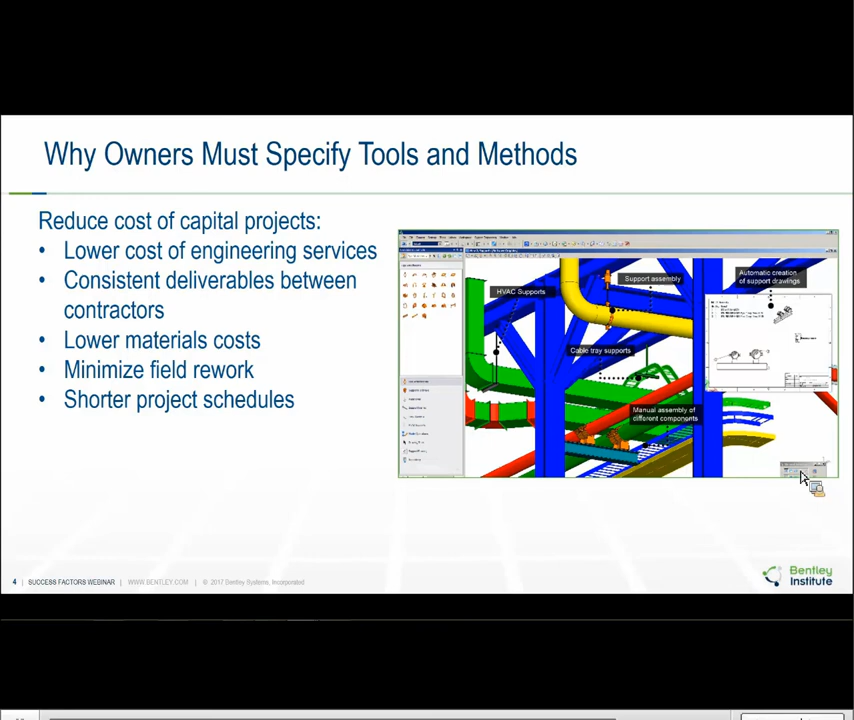 Why Owners Must Specify Tools and Methods
Reduce cost of capital projects:
• Lower cost of engineering services
• Consistent deliverables between
contractors
• Lower materials costs
• Minimize field rework
• Shorter project schedules
HVAC Supports
Support assembly
Automatic creation
of support drawings
Cable tray supports
Manual assembly of
different components
4 SUCCESS FACTORS WEBINAR | WWW.BENTLEY.COM | © 2017 Bentley Systems, Incorporated
Bentley
Institute